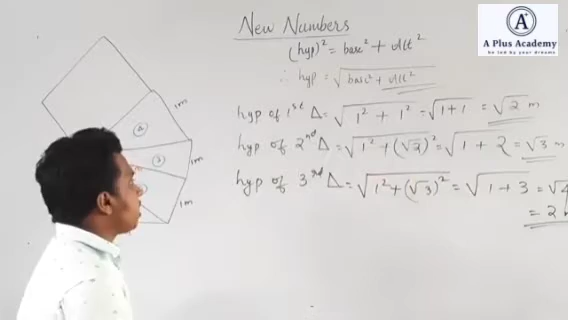 New Numbers
(hyp)² = base² + alt²
∴ hyp = √(base² + alt²)
hyp of 1st Δ = √(1² + 1²) = √(1+1) = √2 m
hyp of 2nd Δ = √(1² + (√2)²) = √(1 + 2) = √3 m
hyp of 3rd Δ = √(1² + (√3)²) = √(1 + 3) = √4
= 2
1m
③
1m
1m
A+
A Plus Academy